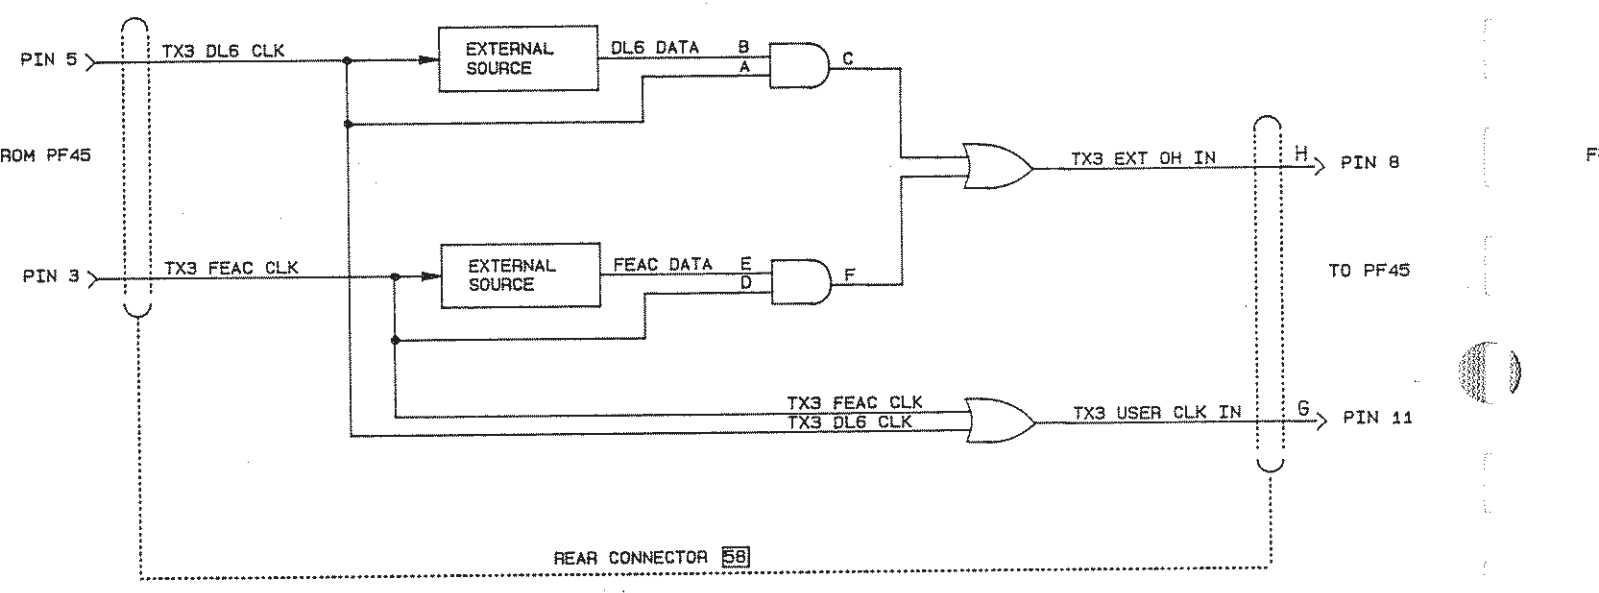 PIN 5
TX3 DL6 CLK
EXTERNAL
SOURCE
DL6 DATA
B
A
C
ROM PF45
TX3 EXT OH IN
H
PIN 8
PIN 3
TX3 FEAC CLK
EXTERNAL
SOURCE
FEAC DATA
E
D
F
TO PF45
TX3 FEAC CLK
TX3 DL6 CLK
TX3 USER CLK IN
G
PIN 11
REAR CONNECTOR 58